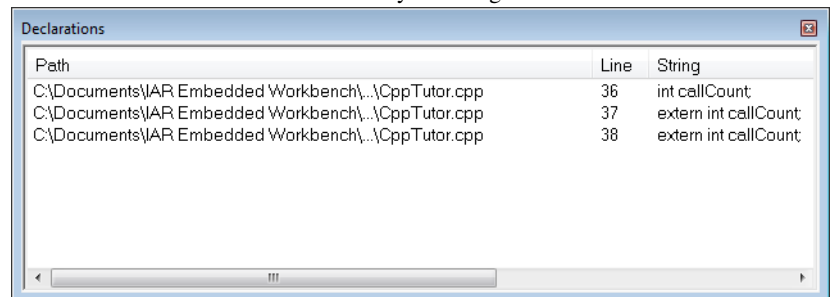 Declarations
Path Line String
C:\Documents\IAR Embedded Workbench\...\CppTutor.cpp 36 int callCount;
C:\Documents\IAR Embedded Workbench\...\CppTutor.cpp 37 extern int callCount;
C:\Documents\IAR Embedded Workbench\...\CppTutor.cpp 38 extern int callCount;